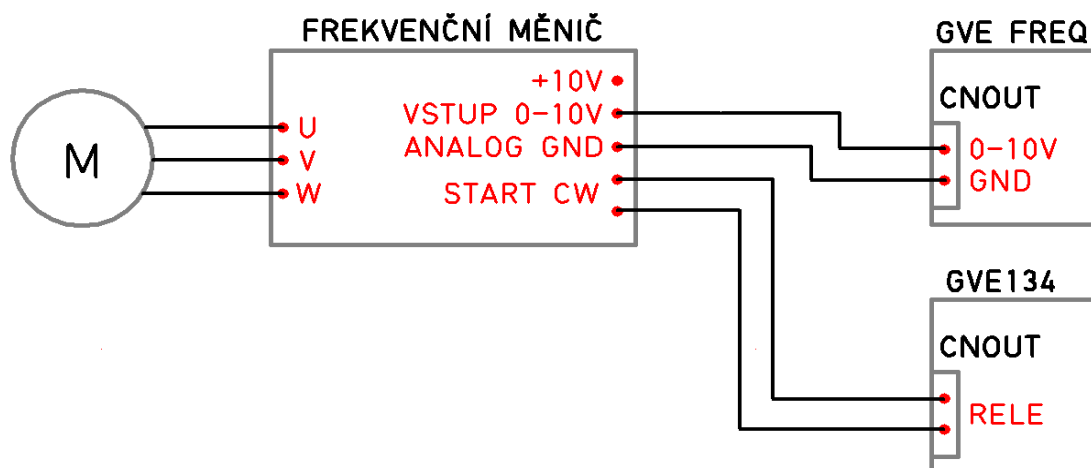 FREKVENČNÍ MĚNIČ
GVE FREQ
+10V
VSTUP 0-10V
ANALOG GND
START CW
U
V
W
M
CNOUT
0-10V
GND
GVE134
CNOUT
RELE